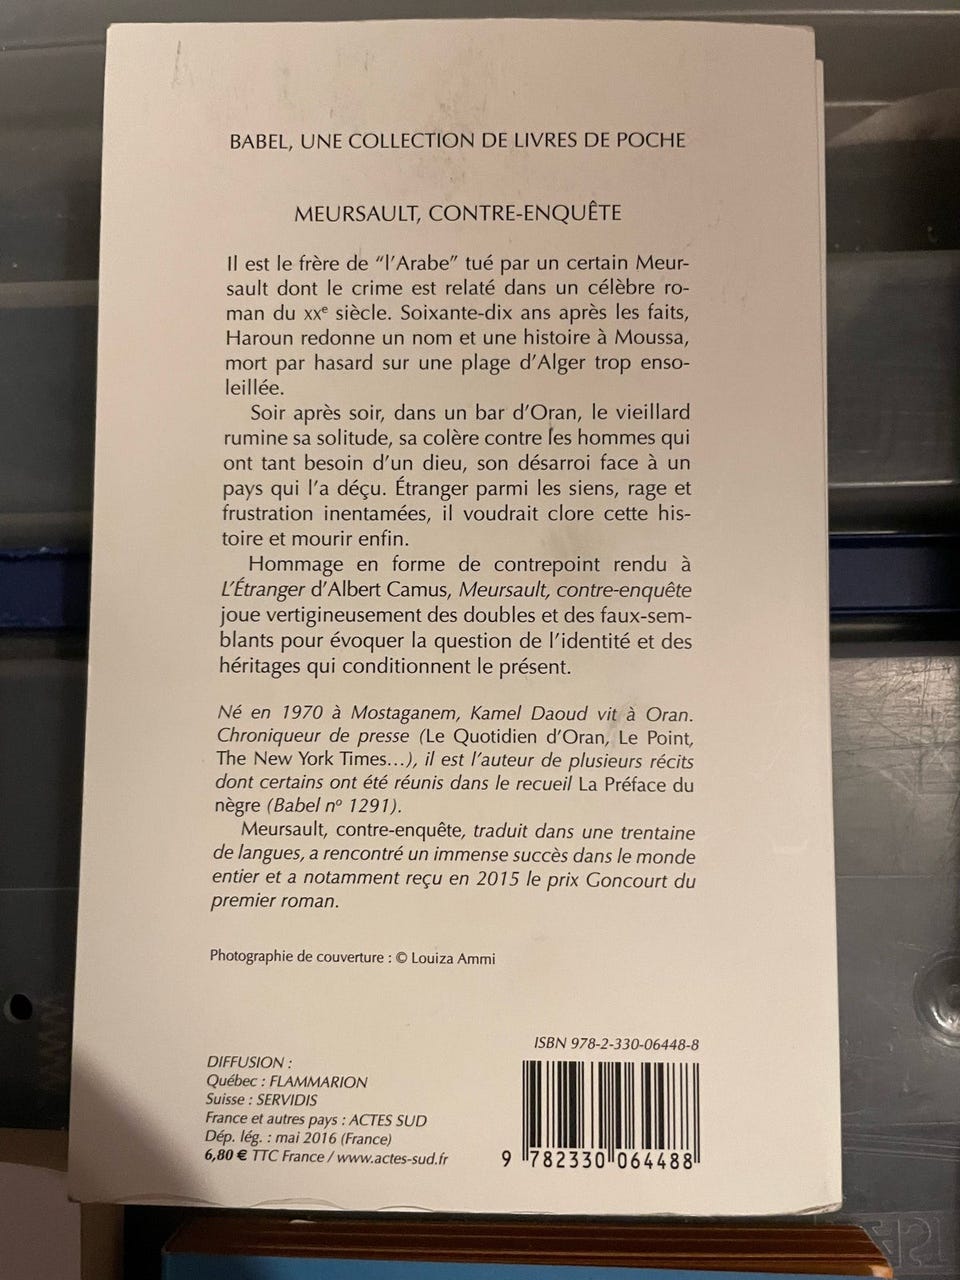 BABEL, UNE COLLECTION DE LIVRES DE POCHE
MEURSAULT, CONTRE-ENQUÊTE
Il est le frère de “l’Arabe” tué par un certain Meur-
sault dont le crime est relaté dans un célèbre ro-
man du XXe siècle. Soixante-dix ans après les faits,
Haroun redonne un nom et une histoire à Moussa,
mort par hasard sur une plage d’Alger trop enso-
leillée.
Soir après soir, dans un bar d’Oran, le vieillard
rumine sa solitude, sa colère contre les hommes qui
ont tant besoin d’un dieu, son désarroi face à un
pays qui l’a déçu. Étranger parmi les siens, rage et
frustration inentamées, il voudrait clore cette his-
toire et mourir enfin.
Hommage en forme de contrepoint rendu à
L’Étranger d’Albert Camus, Meursault, contre-enquête
joue vertigineusement des doubles et des faux-sem-
blants pour évoquer la question de l’identité et des
héritages qui conditionnent le présent.
Né en 1970 à Mostaganem, Kamel Daoud vit à Oran.
Chroniqueur de presse (Le Quotidien d’Oran, Le Point,
The New York Times…), il est l’auteur de plusieurs récits
dont certains ont été réunis dans le recueil La Préface du
nègre (Babel nº 1291).
Meursault, contre-enquête, traduit dans une trentaine
de langues, a rencontré un immense succès dans le monde
entier et a notamment reçu en 2015 le prix Goncourt du
premier roman.
Photographie de couverture : © Louiza Ammi
ISBN 978-2-330-06448-8
DIFFUSION :
Québec : FLAMMARION
Suisse : SERVIDIS
France et autres pays : ACTES SUD
Dép. lég. : mai 2016 (France)
6,80 € TTC France / www.actes-sud.fr
9 782330 064488